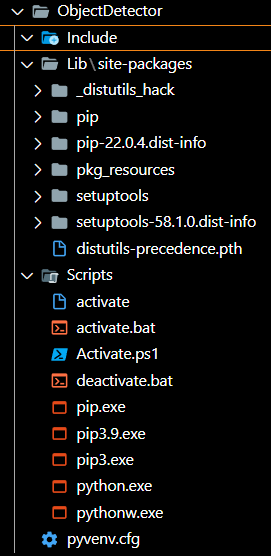 ObjectDetector
Include
Lib\site-packages
_distutils_hack
pip
pip-22.0.4.dist-info
pkg_resources
setuptools
setuptools-58.1.0.dist-info
distutils-precedence.pth
Scripts
activate
activate.bat
Activate.ps1
deactivate.bat
pip.exe
pip3.9.exe
pip3.exe
python.exe
pythonw.exe
pyvenv.cfg